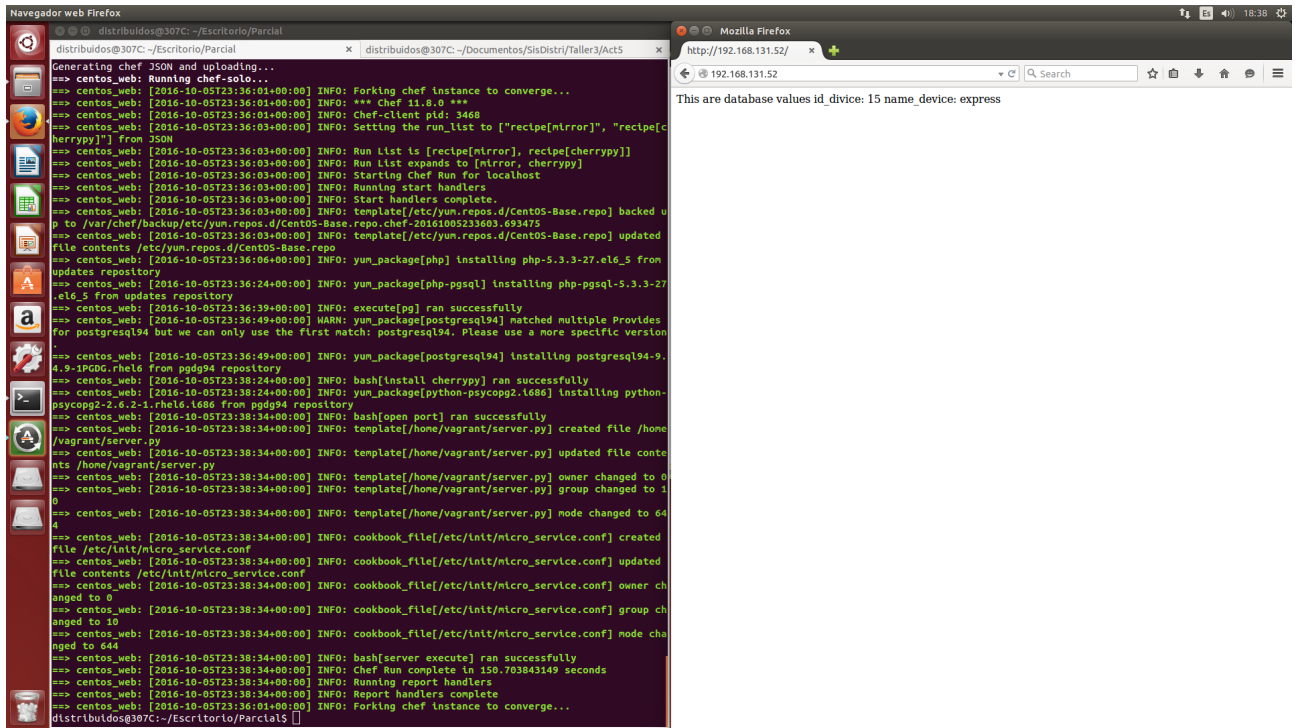 Navegador web Firefox
Es
18:38
distribuidos@307C: ~/Escritorio/Parcial
distribuidos@307C: ~/Escritorio/Parcial × distribuidos@307C: ~/Documentos/SisDistri/Taller3/Act5 ×
Generating chef JSON and uploading...
==> centos_web: Running chef-solo...
==> centos_web: [2016-10-05T23:36:01+00:00] INFO: Forking chef instance to converge...
==> centos_web: [2016-10-05T23:36:01+00:00] INFO: *** Chef 11.8.0 ***
==> centos_web: [2016-10-05T23:36:01+00:00] INFO: Chef-client pid: 3468
==> centos_web: [2016-10-05T23:36:03+00:00] INFO: Setting the run_list to ["recipe[mirror]", "recipe[c
herrypy]"] from JSON
==> centos_web: [2016-10-05T23:36:03+00:00] INFO: Run List is [recipe[mirror], recipe[cherrypy]]
==> centos_web: [2016-10-05T23:36:03+00:00] INFO: Run List expands to [mirror, cherrypy]
==> centos_web: [2016-10-05T23:36:03+00:00] INFO: Starting Chef Run for localhost
==> centos_web: [2016-10-05T23:36:03+00:00] INFO: Running start handlers
==> centos_web: [2016-10-05T23:36:03+00:00] INFO: Start handlers complete.
==> centos_web: [2016-10-05T23:36:03+00:00] INFO: template[/etc/yum.repos.d/CentOS-Base.repo] backed u
p to /var/chef/backup/etc/yum.repos.d/CentOS-Base.repo.chef-20161005233603.693475
==> centos_web: [2016-10-05T23:36:03+00:00] INFO: template[/etc/yum.repos.d/CentOS-Base.repo] updated
file contents /etc/yum.repos.d/CentOS-Base.repo
==> centos_web: [2016-10-05T23:36:06+00:00] INFO: yum_package[php] installing php-5.3.3-27.el6_5 from
updates repository
==> centos_web: [2016-10-05T23:36:24+00:00] INFO: yum_package[php-pgsql] installing php-pgsql-5.3.3-27
.el6_5 from updates repository
==> centos_web: [2016-10-05T23:36:39+00:00] INFO: execute[pg] ran successfully
==> centos_web: [2016-10-05T23:36:49+00:00] WARN: yum_package[postgresql94] matched multiple Provides
for postgresql94 but we can only use the first match: postgresql94. Please use a more specific version
.
==> centos_web: [2016-10-05T23:36:49+00:00] INFO: yum_package[postgresql94] installing postgresql94-9.
4.9-1PGDG.rhel6 from pgdg94 repository
==> centos_web: [2016-10-05T23:38:24+00:00] INFO: bash[install cherrypy] ran successfully
==> centos_web: [2016-10-05T23:38:24+00:00] INFO: yum_package[python-psycopg2.i686] installing python-
psycopg2-2.6.2-1.rhel6.i686 from pgdg94 repository
==> centos_web: [2016-10-05T23:38:34+00:00] INFO: bash[open port] ran successfully
==> centos_web: [2016-10-05T23:38:34+00:00] INFO: template[/home/vagrant/server.py] created file /home
/vagrant/server.py
==> centos_web: [2016-10-05T23:38:34+00:00] INFO: template[/home/vagrant/server.py] updated file conte
nts /home/vagrant/server.py
==> centos_web: [2016-10-05T23:38:34+00:00] INFO: template[/home/vagrant/server.py] owner changed to 0
==> centos_web: [2016-10-05T23:38:34+00:00] INFO: template[/home/vagrant/server.py] group changed to 1
0
==> centos_web: [2016-10-05T23:38:34+00:00] INFO: template[/home/vagrant/server.py] mode changed to 64
4
==> centos_web: [2016-10-05T23:38:34+00:00] INFO: cookbook_file[/etc/init/micro_service.conf] created
file /etc/init/micro_service.conf
==> centos_web: [2016-10-05T23:38:34+00:00] INFO: cookbook_file[/etc/init/micro_service.conf] updated
file contents /etc/init/micro_service.conf
==> centos_web: [2016-10-05T23:38:34+00:00] INFO: cookbook_file[/etc/init/micro_service.conf] owner ch
anged to 0
==> centos_web: [2016-10-05T23:38:34+00:00] INFO: cookbook_file[/etc/init/micro_service.conf] group ch
anged to 10
==> centos_web: [2016-10-05T23:38:34+00:00] INFO: cookbook_file[/etc/init/micro_service.conf] mode cha
nged to 644
==> centos_web: [2016-10-05T23:38:34+00:00] INFO: bash[server execute] ran successfully
==> centos_web: [2016-10-05T23:38:34+00:00] INFO: Chef Run complete in 150.703843149 seconds
==> centos_web: [2016-10-05T23:38:34+00:00] INFO: Running report handlers
==> centos_web: [2016-10-05T23:38:34+00:00] INFO: Report handlers complete
==> centos_web: [2016-10-05T23:36:01+00:00] INFO: Forking chef instance to converge...
distribuidos@307C:~/Escritorio/Parcial$
Mozilla Firefox
http://192.168.131.52/ ×
192.168.131.52
Search
This are database values id_divice: 15 name_device: express